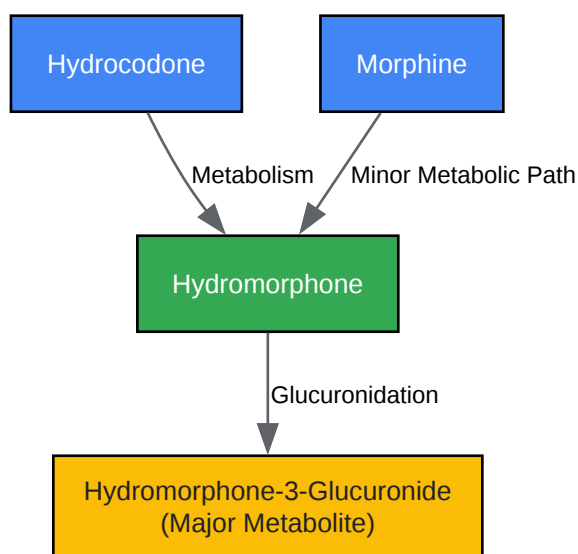 Hydrocodone
Morphine
Metabolism
Minor Metabolic Path
Hydromorphone
Glucuronidation
Hydromorphone-3-Glucuronide
(Major Metabolite)